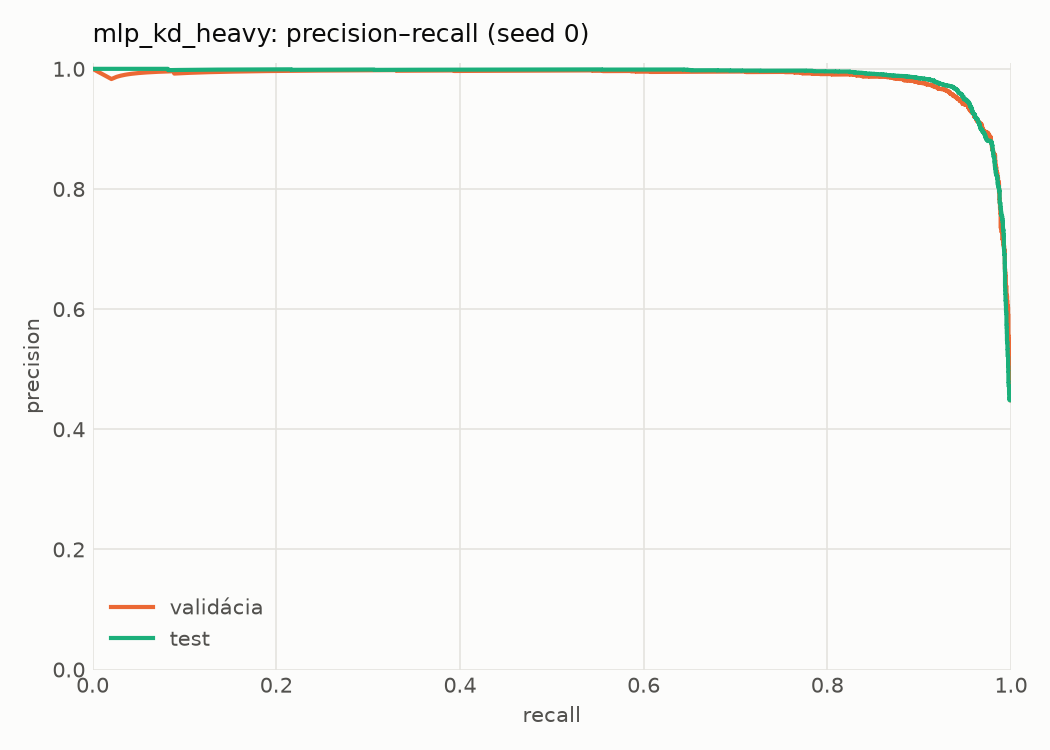 mlp_kd_heavy: precision–recall (seed 0)
1.0
0.8
0.6
0.4
0.2
0.0
precision
validácia
test
0.0 0.2 0.4 0.6 0.8 1.0
recall